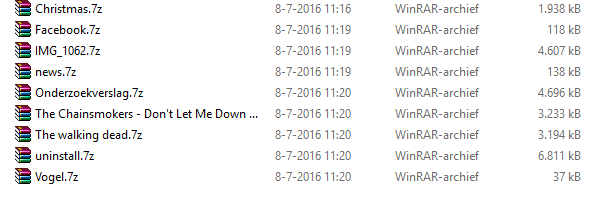 Christmas.7z 8-7-2016 11:16 WinRAR-archief 1.938 kB
Facebook.7z 8-7-2016 11:19 WinRAR-archief 118 kB
IMG_1062.7z 8-7-2016 11:19 WinRAR-archief 4.607 kB
news.7z 8-7-2016 11:19 WinRAR-archief 138 kB
Onderzoekverslag.7z 8-7-2016 11:20 WinRAR-archief 4.696 kB
The Chainsmokers - Don't Let Me Down ... 8-7-2016 11:20 WinRAR-archief 3.233 kB
The walking dead.7z 8-7-2016 11:20 WinRAR-archief 3.194 kB
uninstall.7z 8-7-2016 11:20 WinRAR-archief 6.811 kB
Vogel.7z 8-7-2016 11:20 WinRAR-archief 37 kB